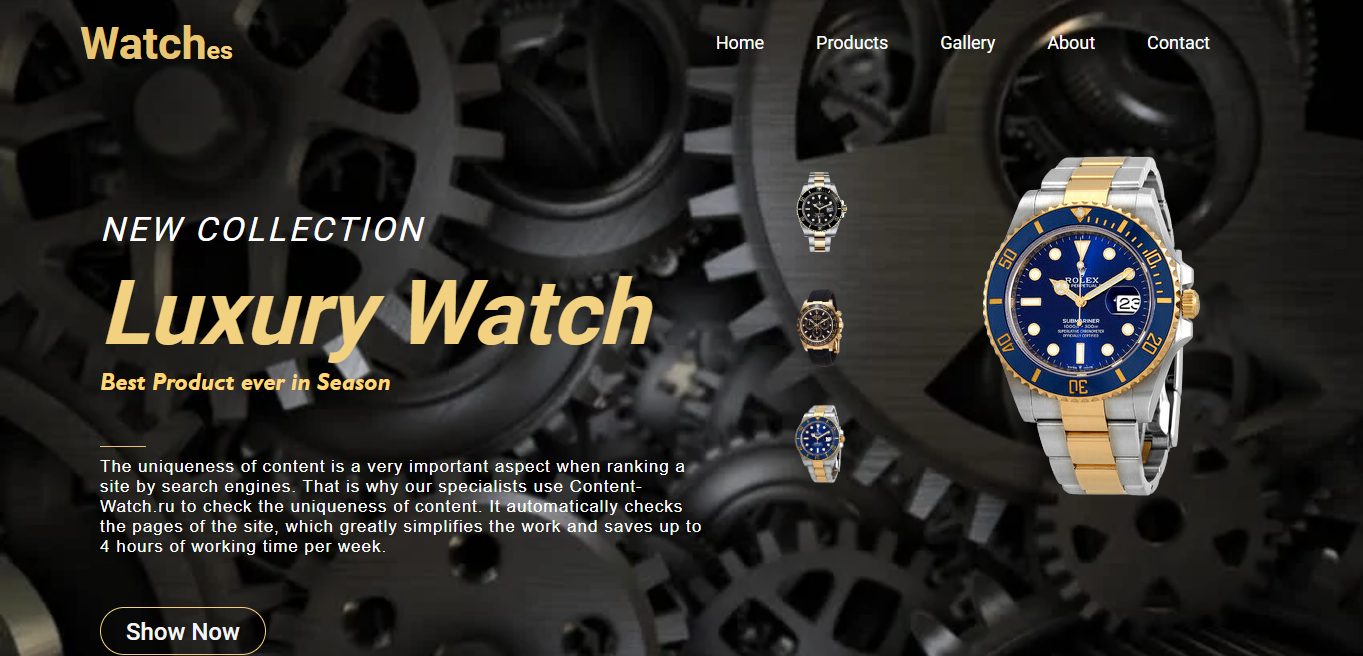 Watches
Home Products Gallery About Contact
NEW COLLECTION
Luxury Watch
Best Product ever in Season
The uniqueness of content is a very important aspect when ranking a
site by search engines. That is why our specialists use Content-
Watch.ru to check the uniqueness of content. It automatically checks
the pages of the site, which greatly simplifies the work and saves up to
4 hours of working time per week.
Show Now
50
10
ROLEX
23
SUBMARINER
40
20
30